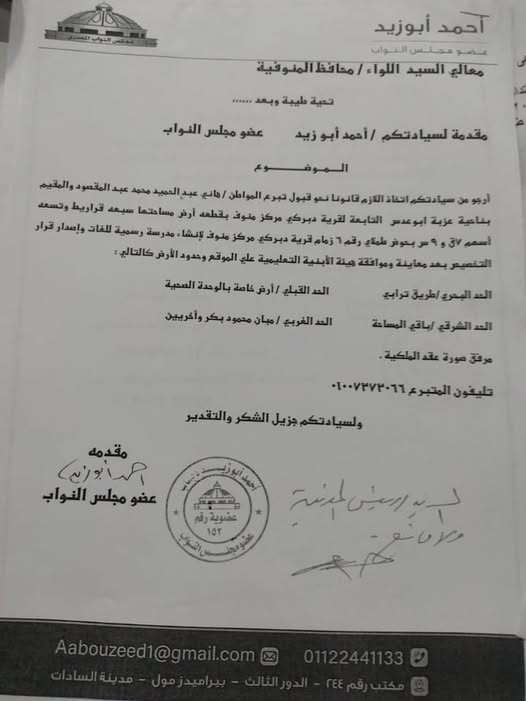 أحمد أبوزيد
عضو مجلس النواب
مجلس النواب المصري
معالي السيد اللواء / محافظ المنوفية
تحية طيبة وبعد ......
مقدمة لسيادتكم / أحمد أبو زيد عضو مجلس النواب
الموضوع
أرجو من سيادتكم اتخاذ اللازم قانونا نحو قبول تبرع المواطن / هاني عبد الحميد محمد عبد المقصود والمقيم
بناحية عزبة ابوعدس التابعة لقرية دبركي مركز منوف بقطعه أرض مساحتها سبعه قراريط وتسعه
أسهم ٧ق و ٩ س بحوض طملاي رقم ٦ زمام قرية دبركي مركز منوف لإنشاء مدرسة رسمية للغات وإصدار قرار
التخصيص بعد معاينة وموافقة هيئة الأبنية التعليمية علي الموقع وحدود الأرض كالتالي :
الحد البحري /طريق ترابي الحد القبلي / أرض خاصة بالوحدة الصحية
الحد الشرقي /باقي المساحة الحد الغربي / مبان محمود بكر وأخريين
مرفق صورة عقد الملكية .
تليفون المتبرع ٠١٠٠٧٣٧٣٠٦٦
ولسيادتكم جزيل الشكر والتقدير
مقدمه
احمد ابوزيد
عضو مجلس النواب
أحمد أبوزيد
عضوية رقم
١٥٢
عضو مجلس النواب
01122441133
Aabouzeed1@gmail.com
مكتب رقم ٢٤٤ - الدور الثالث - بيراميدز مول - مدينة السادات